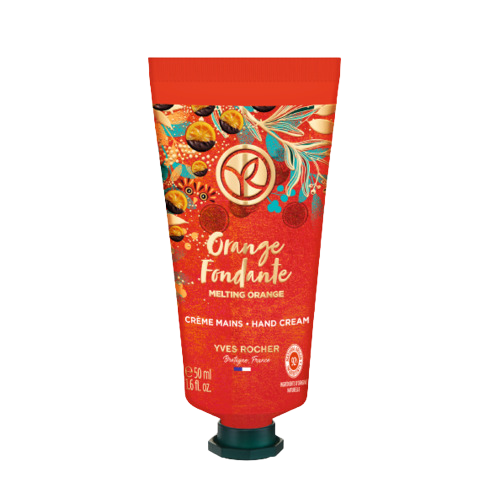 Orange
Fondante
MELTING ORANGE
CRÈME MAINS • HAND CREAM
YVES ROCHER
Bretagne, France
℮ 50 ml
1.6 fl. oz.